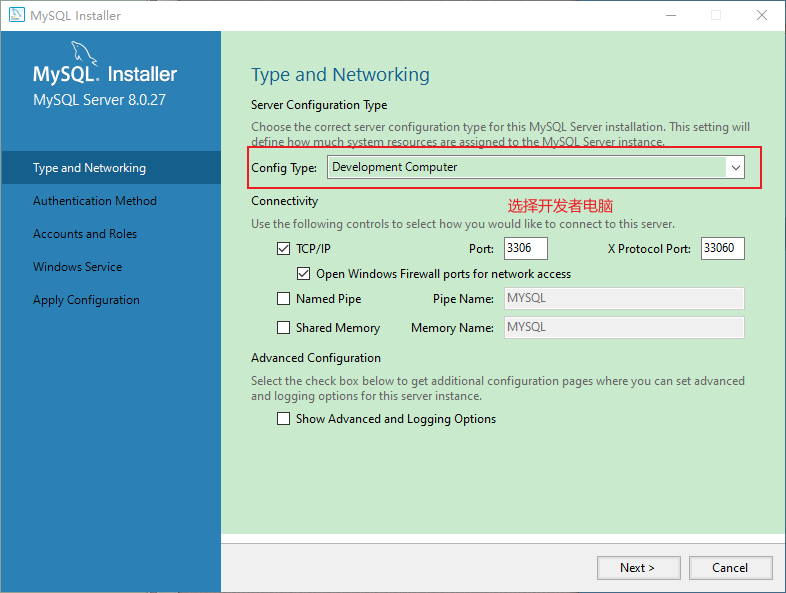 MySQL Installer
MySQL. Installer
MySQL Server 8.0.27
Type and Networking
Authentication Method
Accounts and Roles
Windows Service
Apply Configuration
Type and Networking
Server Configuration Type
Choose the correct server configuration type for this MySQL Server installation. This setting will
define how much system resources are assigned to the MySQL Server instance.
Config Type: Development Computer
选择开发者电脑
Connectivity
Use the following controls to select how you would like to connect to this server.
TCP/IP Port: 3306 X Protocol Port: 33060
Open Windows Firewall ports for network access
Named Pipe Pipe Name: MYSQL
Shared Memory Memory Name: MYSQL
Advanced Configuration
Select the check box below to get additional configuration pages where you can set advanced
and logging options for this server instance.
Show Advanced and Logging Options
Next > Cancel